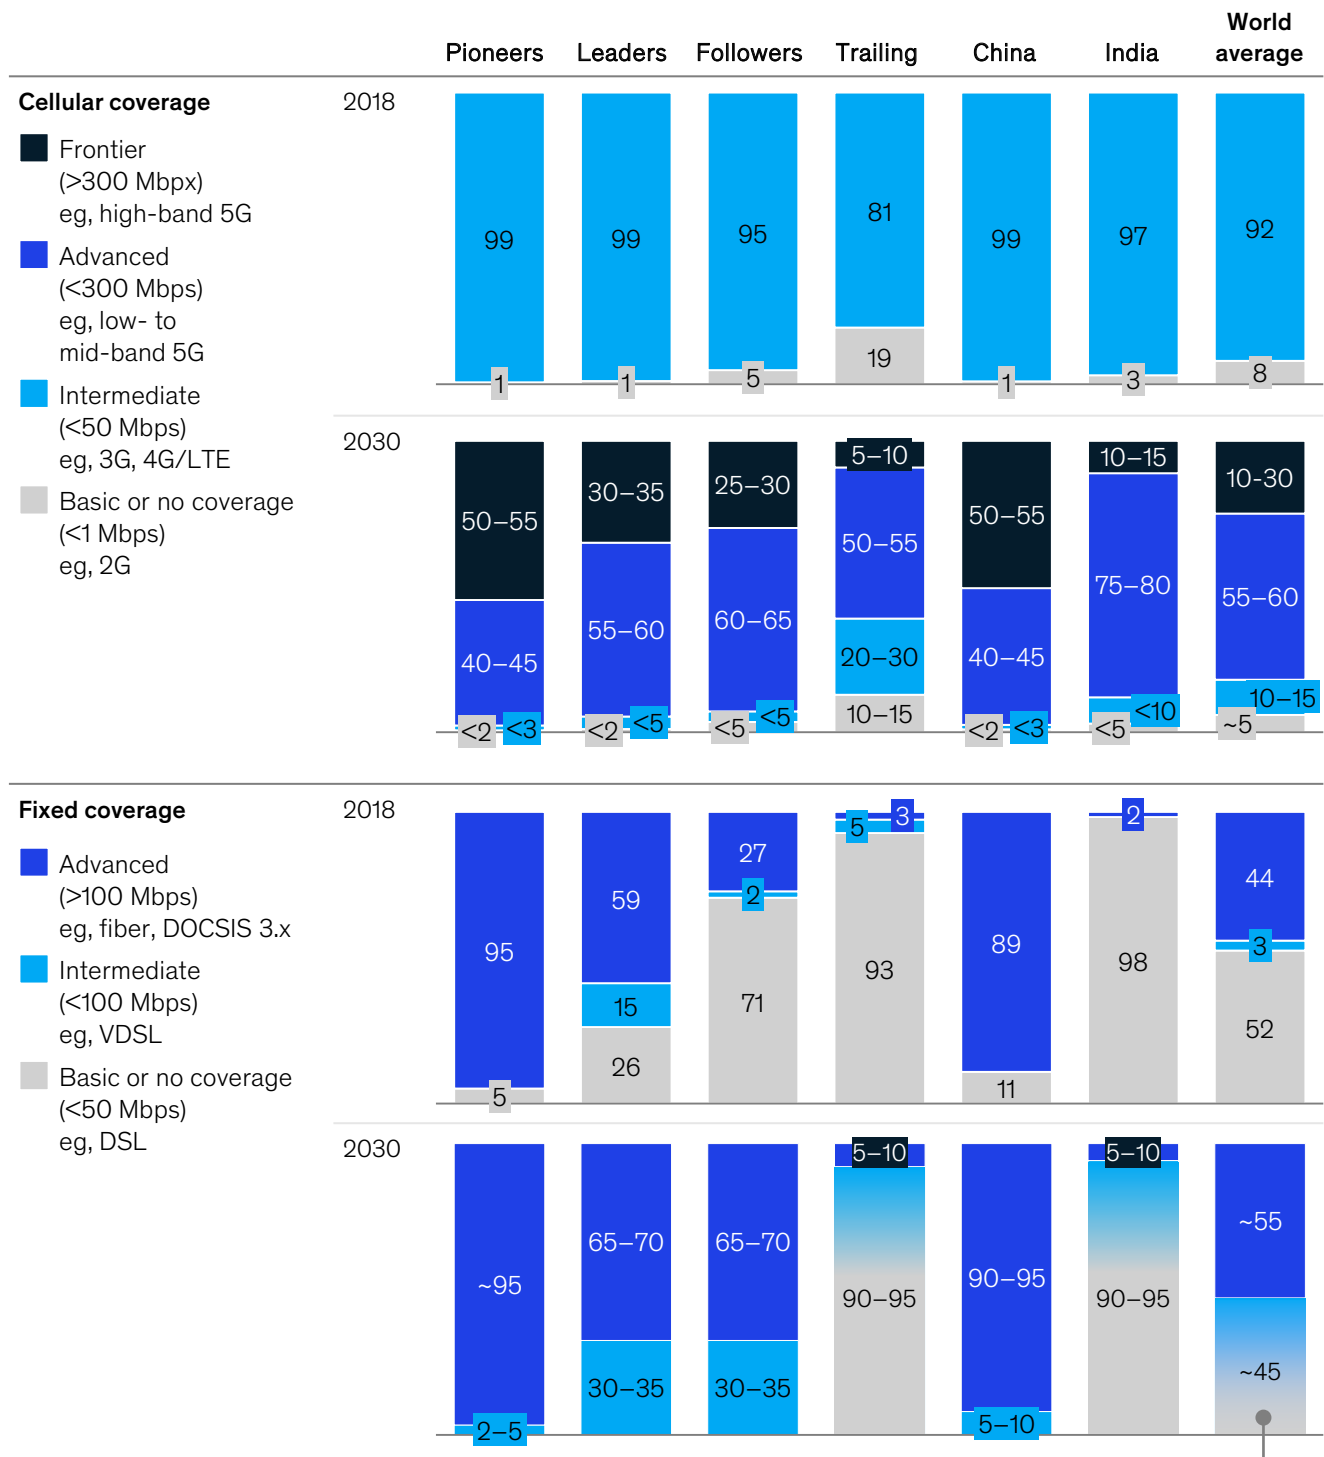 World
Pioneers Leaders Followers Trailing China India average
Cellular coverage 2018
Frontier
(>300 Mbpx)
eg, high-band 5G
Advanced
(<300 Mbps)
eg, low- to
mid-band 5G
Intermediate
(<50 Mbps)
eg, 3G, 4G/LTE
Basic or no coverage
(<1 Mbps)
eg, 2G
99 99 95 81 99 97 92
1 1 5 19 1 3 8
2030
50–55 30–35 25–30 5–10 50–55 10–15 10-30
40–45 55–60 60–65 50–55 40–45 75–80 55–60
<3 <5 <5 20–30 <3 <10 10–15
<2 <2 <5 10–15 <2 <5 ~5
Fixed coverage 2018
Advanced
(>100 Mbps)
eg, fiber, DOCSIS 3.x
Intermediate
(<100 Mbps)
eg, VDSL
Basic or no coverage
(<50 Mbps)
eg, DSL
95 59 27 3 89 2 44
15 2 5 3
5 26 71 93 11 98 52
2030
~95 65–70 65–70 5–10 90–95 5–10 ~55
2–5 30–35 30–35 90–95 5–10 90–95 ~45